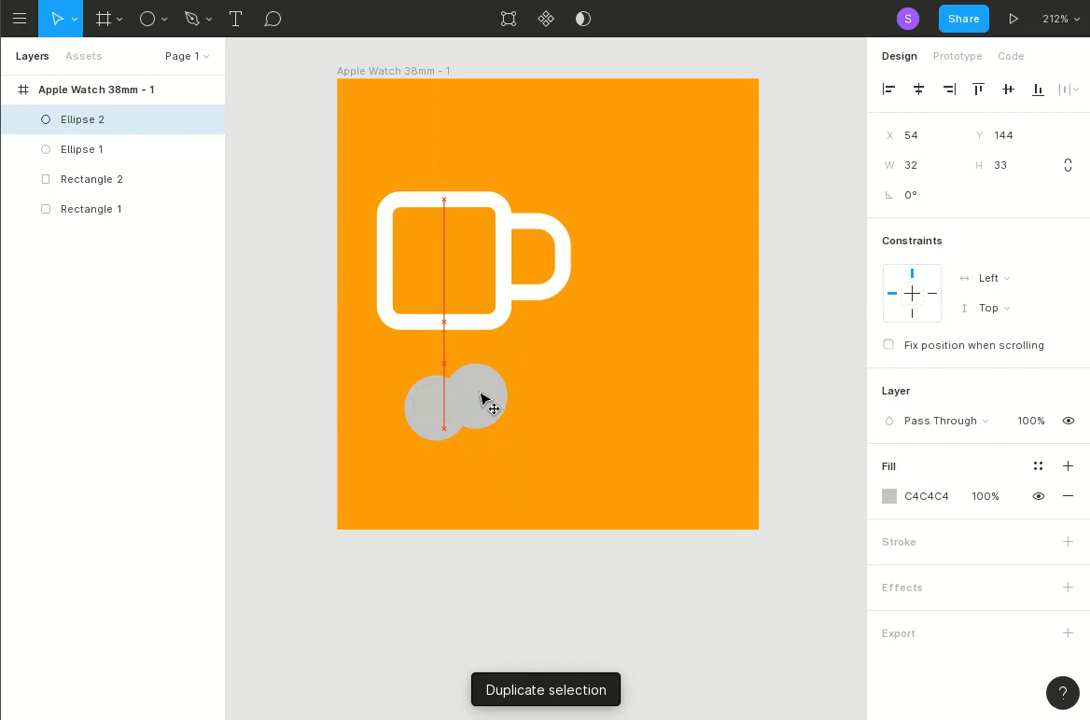 S
Share
212%
Layers
Assets
Page 1
Design
Prototype
Code
Apple Watch 38mm - 1
Ellipse 2
Ellipse 1
Rectangle 2
Rectangle 1
Apple Watch 38mm - 1
X 54
Y 144
W 32
H 33
0°
Constraints
Left
Top
Fix position when scrolling
Layer
Pass Through
100%
Fill
C4C4C4
100%
Stroke
Effects
Export
Duplicate selection
?